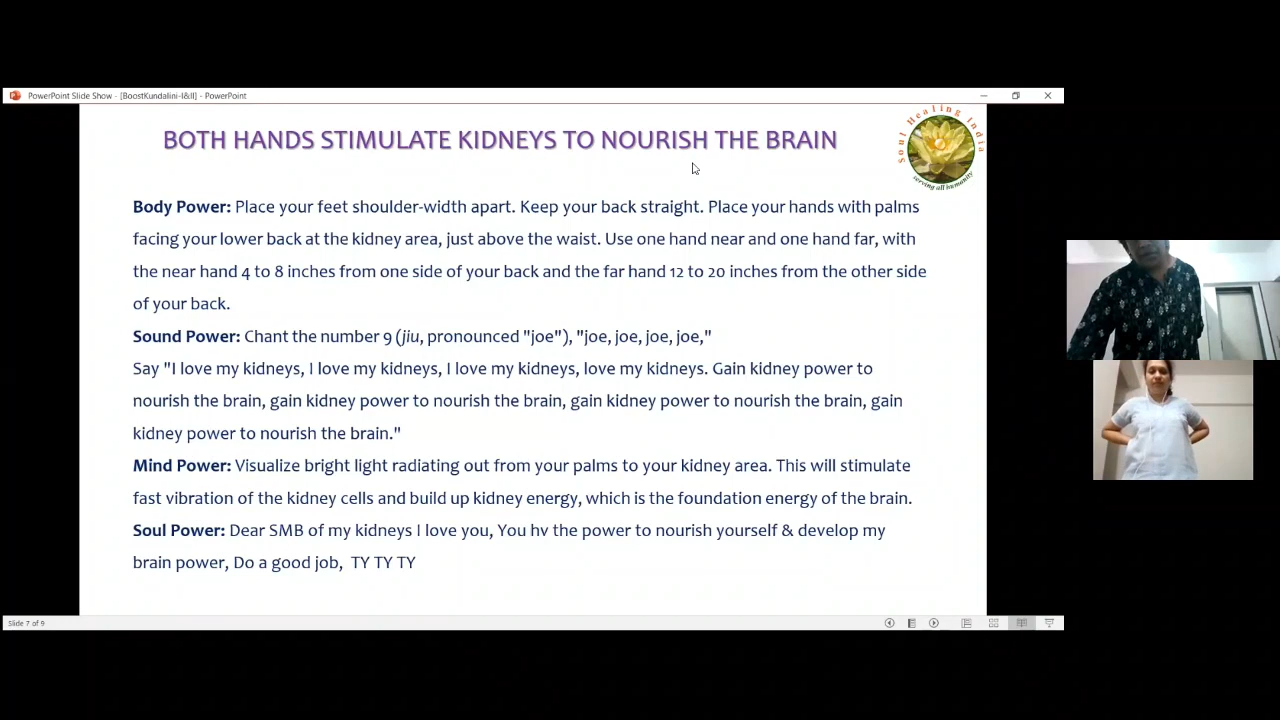 PowerPoint Slide Show - [BoostKundalini-I&II] - PowerPoint
BOTH HANDS STIMULATE KIDNEYS TO NOURISH THE BRAIN
Soul Healing India
serving all humanity
Body Power: Place your feet shoulder-width apart. Keep your back straight. Place your hands with palms
facing your lower back at the kidney area, just above the waist. Use one hand near and one hand far, with
the near hand 4 to 8 inches from one side of your back and the far hand 12 to 20 inches from the other side
of your back.
Sound Power: Chant the number 9 (jiu, pronounced "joe"), "joe, joe, joe, joe,"
Say "I love my kidneys, I love my kidneys, I love my kidneys, love my kidneys. Gain kidney power to
nourish the brain, gain kidney power to nourish the brain, gain kidney power to nourish the brain, gain
kidney power to nourish the brain."
Mind Power: Visualize bright light radiating out from your palms to your kidney area. This will stimulate
fast vibration of the kidney cells and build up kidney energy, which is the foundation energy of the brain.
Soul Power: Dear SMB of my kidneys I love you, You hv the power to nourish yourself & develop my
brain power, Do a good job, TY TY TY
Slide 7 of 9